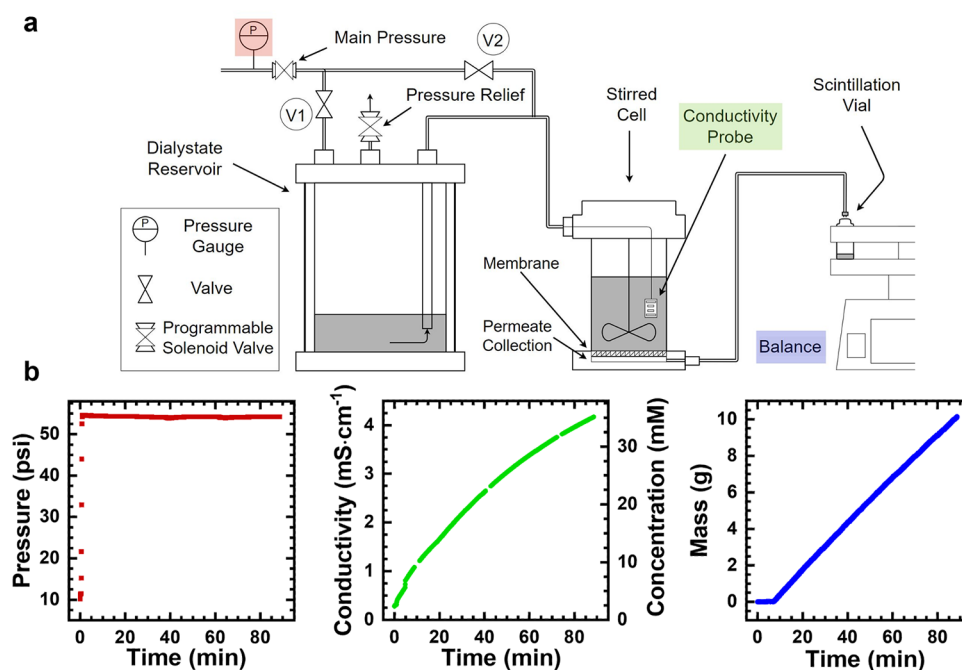 a
P
Main Pressure
V2
V1
Pressure Relief
Stirred
Cell
Conductivity
Probe
Scintillation
Vial
Dialystate
Reservoir
P
Pressure
Gauge
Valve
Programmable
Solenoid Valve
Membrane
Permeate
Collection
Balance
b
Pressure (psi)
50
40
30
20
10
0 20 40 60 80
Time (min)
Conductivity (mS·cm⁻¹)
4
3
2
1
0
0 20 40 60 80
Time (min)
Concentration (mM)
30
20
10
0
Mass (g)
10
8
6
4
2
0
0 20 40 60 80
Time (min)